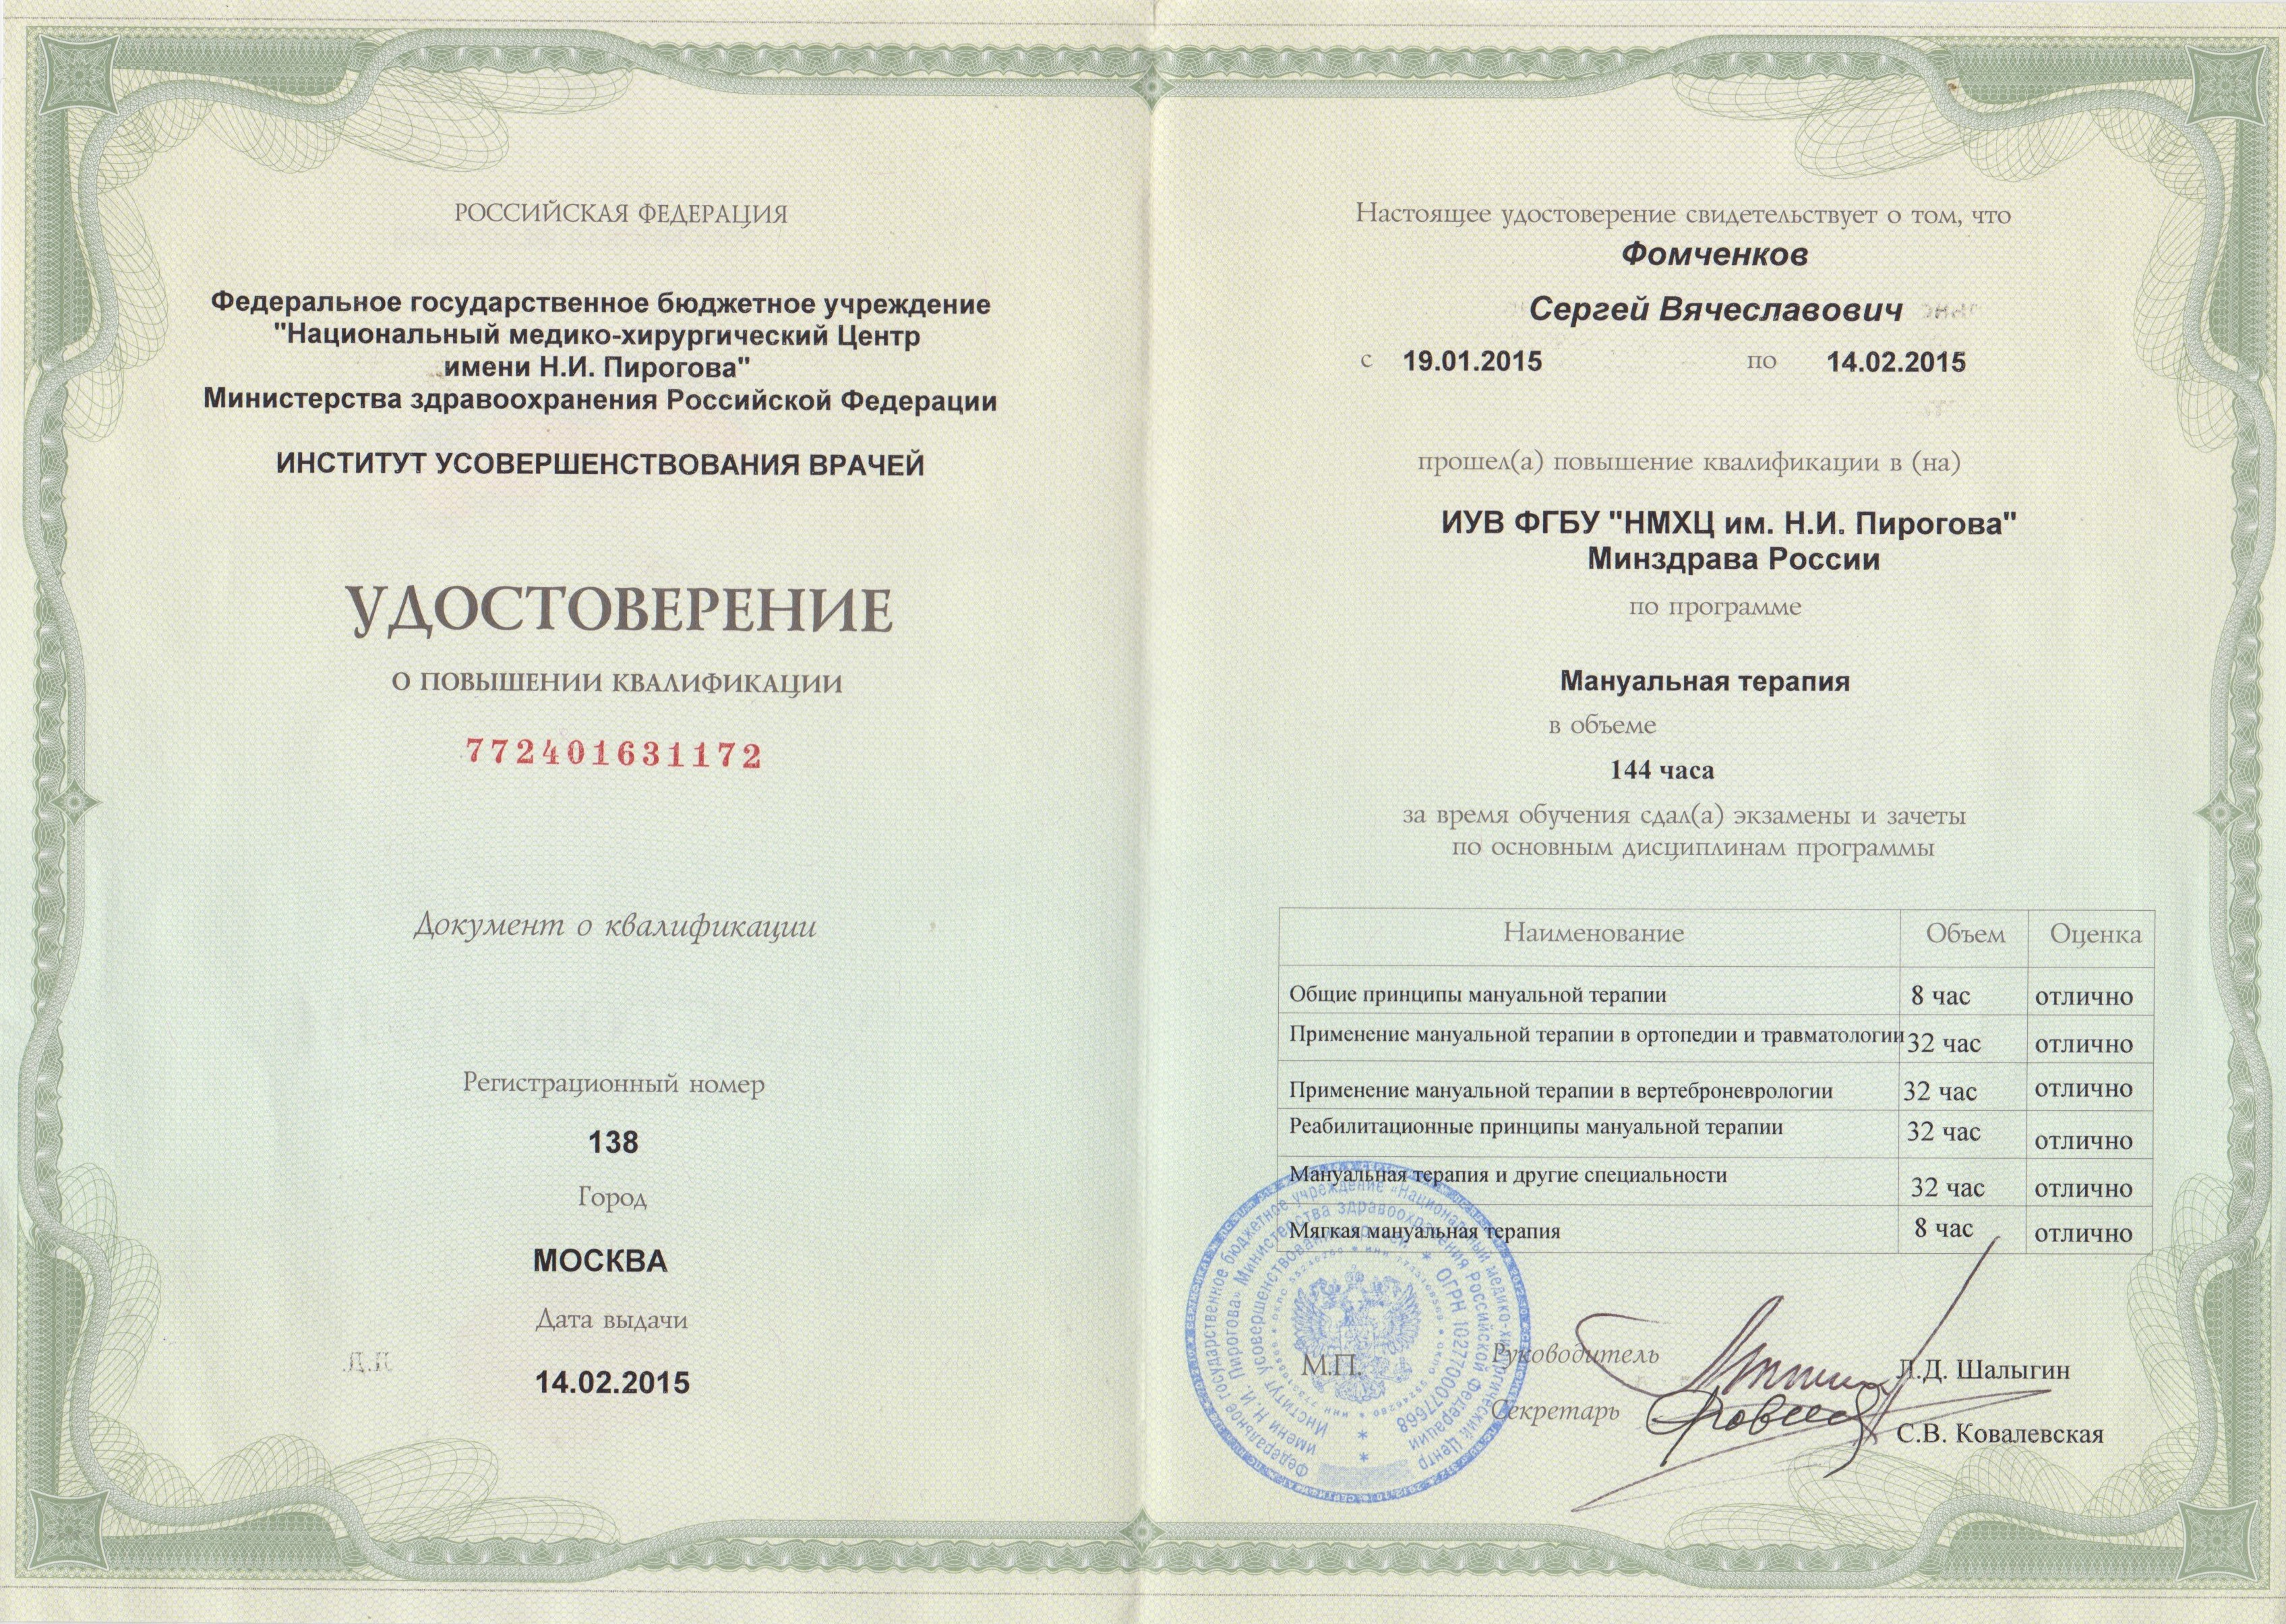 РОССИЙСКАЯ ФЕДЕРАЦИЯ
Федеральное государственное бюджетное учреждение
"Национальный медико-хирургический Центр
имени Н.И. Пирогова"
Министерства здравоохранения Российской Федерации
ИНСТИТУТ УСОВЕРШЕНСТВОВАНИЯ ВРАЧЕЙ
УДОСТОВЕРЕНИЕ
О ПОВЫШЕНИИ КВАЛИФИКАЦИИ
772401631172
Документ о квалификации
Регистрационный номер
138
Город
МОСКВА
Дата выдачи
14.02.2015
Настоящее удостоверение свидетельствует о том, что
Фомченков
Сергей Вячеславович
с 19.01.2015 по 14.02.2015
прошел(а) повышение квалификации в (на)
ИУВ ФГБУ "НМХЦ им. Н.И. Пирогова"
Минздрава России
по программе
Мануальная терапия
в объеме
144 часа
за время обучения сдал(а) экзамены и зачеты
по основным дисциплинам программы
Наименование Объем Оценка
Общие принципы мануальной терапии 8 час отлично
Применение мануальной терапии в ортопедии и травматологии 32 час отлично
Применение мануальной терапии в вертеброневрологии 32 час отлично
Реабилитационные принципы мануальной терапии 32 час отлично
Мануальная терапия и другие специальности 32 час отлично
Мягкая мануальная терапия 8 час отлично
М.П.
Руководитель Л.Д. Шалыгин
Секретарь С.В. Ковалевская
Федеральное государственное бюджетное учреждение «Национальный медико-хирургический Центр
имени Н.И. Пирогова» Министерства здравоохранения Российской Федерации
Институт усовершенствования врачей * ОГРН 1027700077668